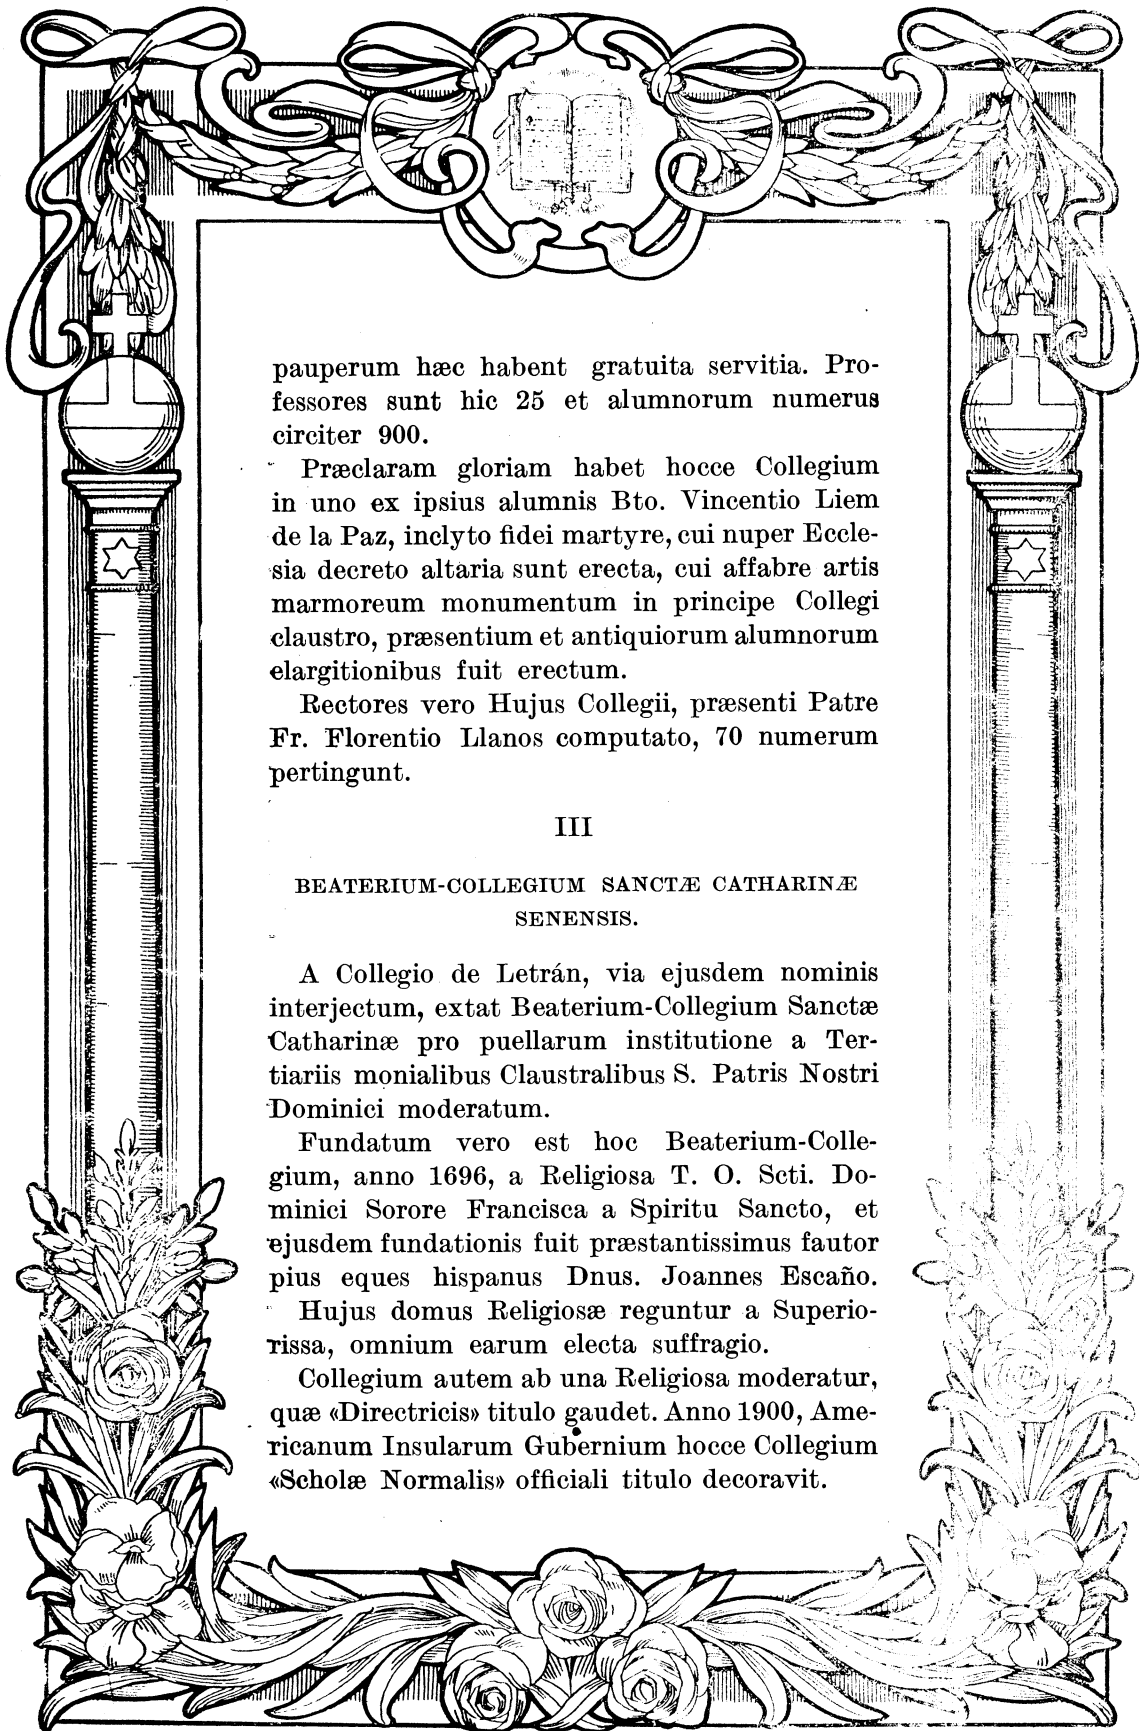 pauperum hæc habent gratuita servitia. Pro-
fessores sunt hic 25 et alumnorum numerus
circiter 900.
Præclaram gloriam habet hocce Collegium
in uno ex ipsius alumnis Bto. Vincentio Liem
de la Paz, inclyto fidei martyre, cui nuper Eccle-
sia decreto altaria sunt erecta, cui affabre artis
marmoreum monumentum in principe Collegi
claustro, præsentium et antiquiorum alumnorum
elargitionibus fuit erectum.
Rectores vero Hujus Collegii, præsenti Patre
Fr. Florentio Llanos computato, 70 numerum
pertingunt.
III
BEATERIUM-COLLEGIUM SANCTÆ CATHARINÆ
SENENSIS.
A Collegio de Letrán, via ejusdem nominis
interjectum, extat Beaterium-Collegium Sanctæ
Catharinæ pro puellarum institutione a Ter-
tiariis monialibus Claustralibus S. Patris Nostri
Dominici moderatum.
Fundatum vero est hoc Beaterium-Colle-
gium, anno 1696, a Religiosa T. O. Scti. Do-
minici Sorore Francisca a Spiritu Sancto, et
ejusdem fundationis fuit præstantissimus fautor
pius eques hispanus Dnus. Joannes Escaño.
Hujus domus Religiosæ reguntur a Superio-
rissa, omnium earum electa suffragio.
Collegium autem ab una Religiosa moderatur,
quæ «Directricis» titulo gaudet. Anno 1900, Ame-
ricanum Insularum Gubernium hocce Collegium
«Scholæ Normalis» officiali titulo decoravit.